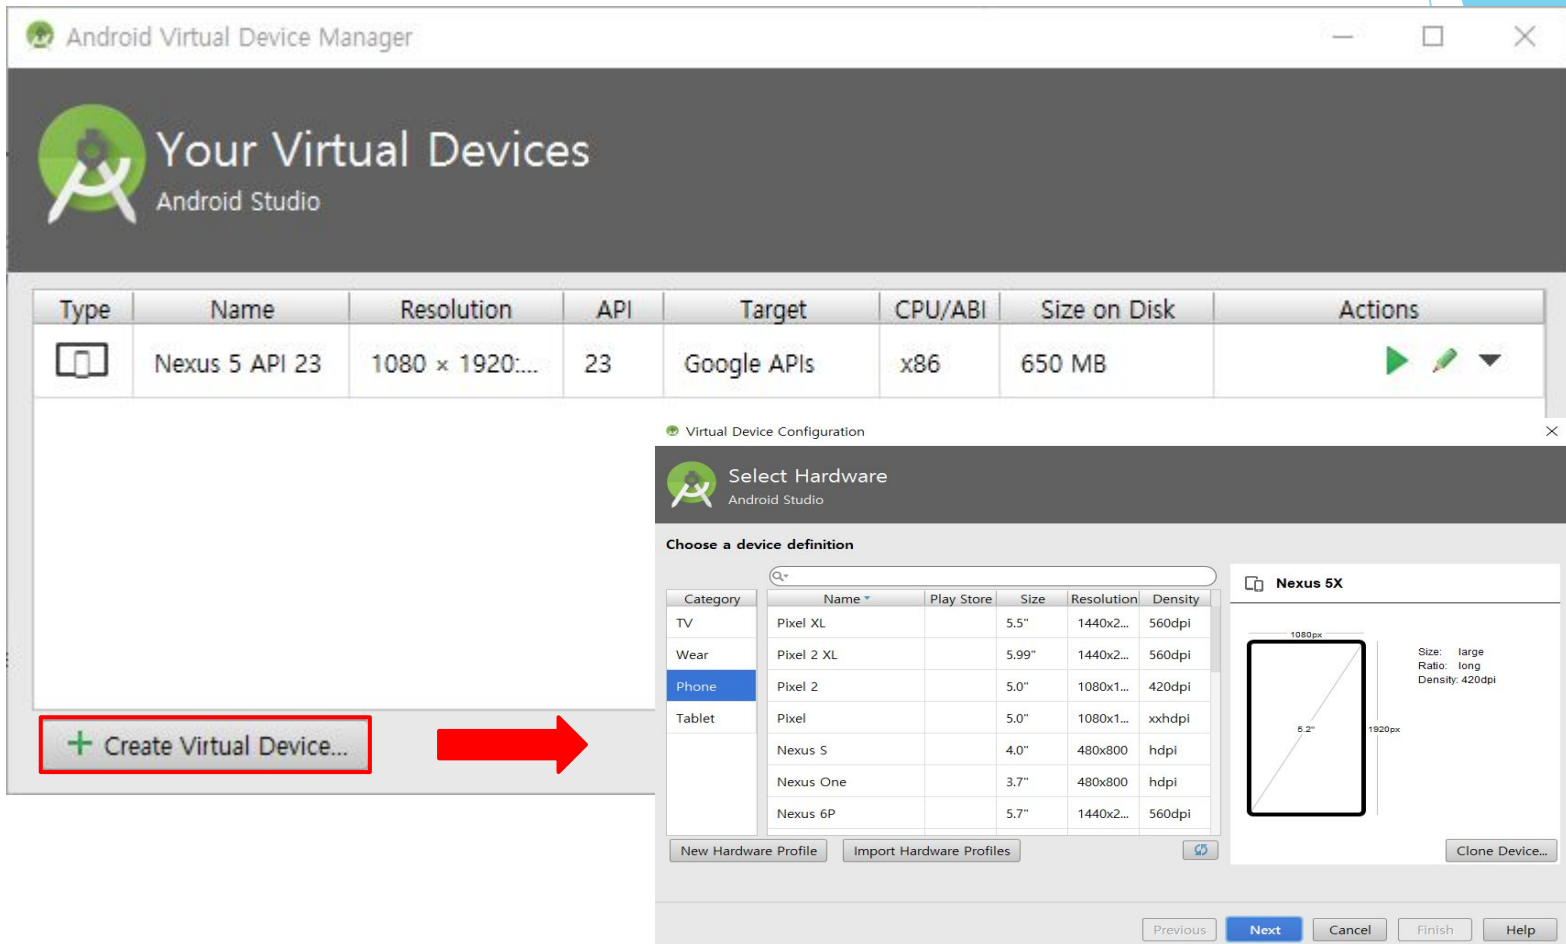 Android Virtual Device Manager
Your Virtual Devices
Android Studio
Type Name Resolution API Target CPU/ABI Size on Disk Actions
Nexus 5 API 23 1080 × 1920:... 23 Google APIs x86 650 MB
Create Virtual Device...
Virtual Device Configuration
Select Hardware
Android Studio
Choose a device definition
Category
TV
Wear
Phone
Tablet
Name Play Store Size Resolution Density
Pixel XL 5.5" 1440x2... 560dpi
Pixel 2 XL 5.99" 1440x2... 560dpi
Pixel 2 5.0" 1080x1... 420dpi
Pixel 5.0" 1080x1... xxhdpi
Nexus S 4.0" 480x800 hdpi
Nexus One 3.7" 480x800 hdpi
Nexus 6P 5.7" 1440x2... 560dpi
New Hardware Profile Import Hardware Profiles
Nexus 5X
1080px
5.2"
1920px
Size: large
Ratio: long
Density: 420dpi
Clone Device...
Previous Next Cancel Finish Help